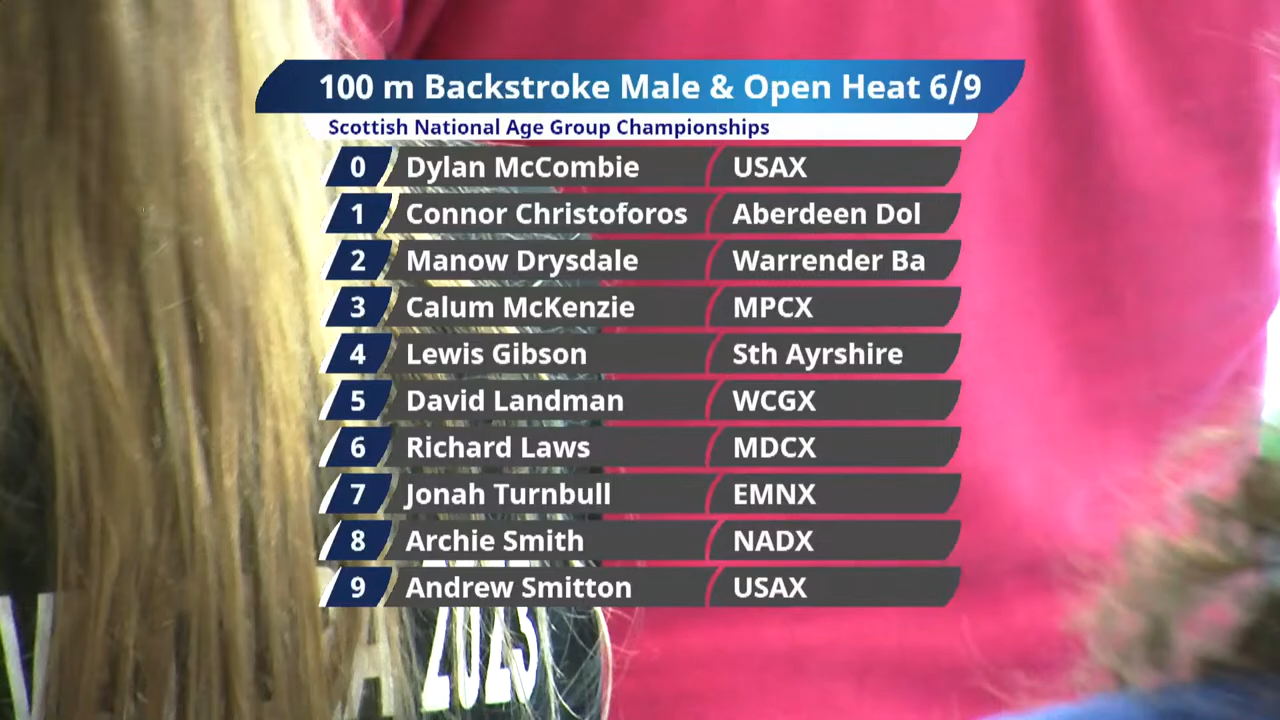 100 m Backstroke Male & Open Heat 6/9
Scottish National Age Group Championships
0 Dylan McCombie USAX
1 Connor Christoforos Aberdeen Dol
2 Manow Drysdale Warrender Ba
3 Calum McKenzie MPCX
4 Lewis Gibson Sth Ayrshire
5 David Landman WCGX
6 Richard Laws MDCX
7 Jonah Turnbull EMNX
8 Archie Smith NADX
9 Andrew Smitton USAX
2023